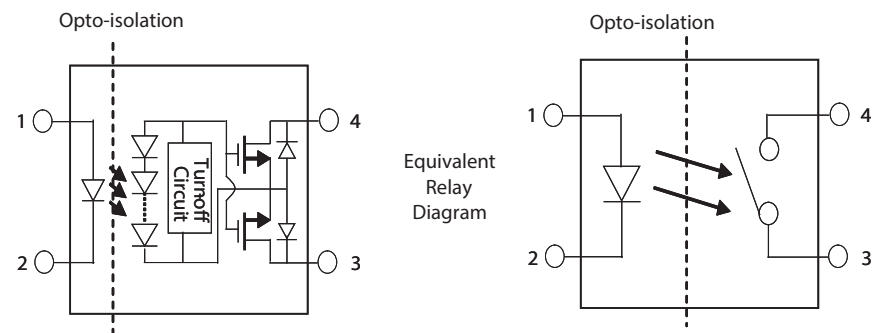 Opto-isolation
1
2
Turnoff
Circuit
4
3
Equivalent
Relay
Diagram
Opto-isolation
1
2
4
3